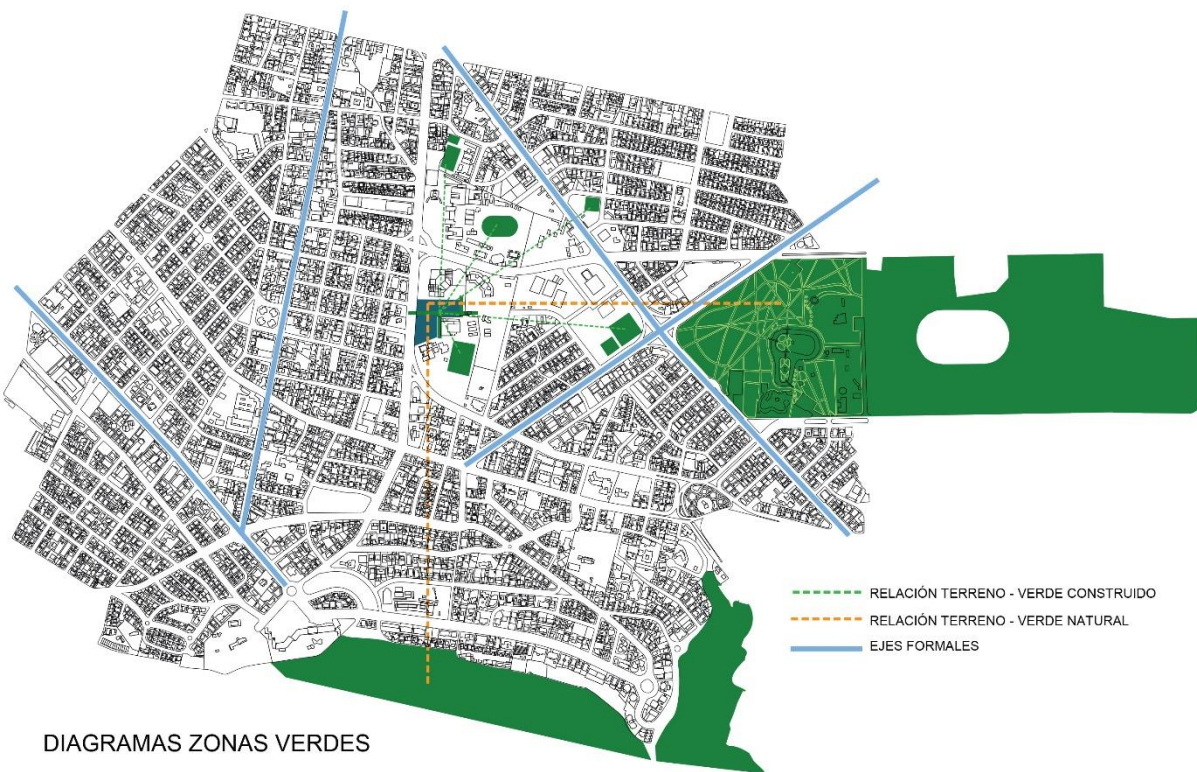 RELACIÓN TERRENO - VERDE CONSTRUIDO
RELACIÓN TERRENO - VERDE NATURAL
EJES FORMALES
DIAGRAMAS ZONAS VERDES